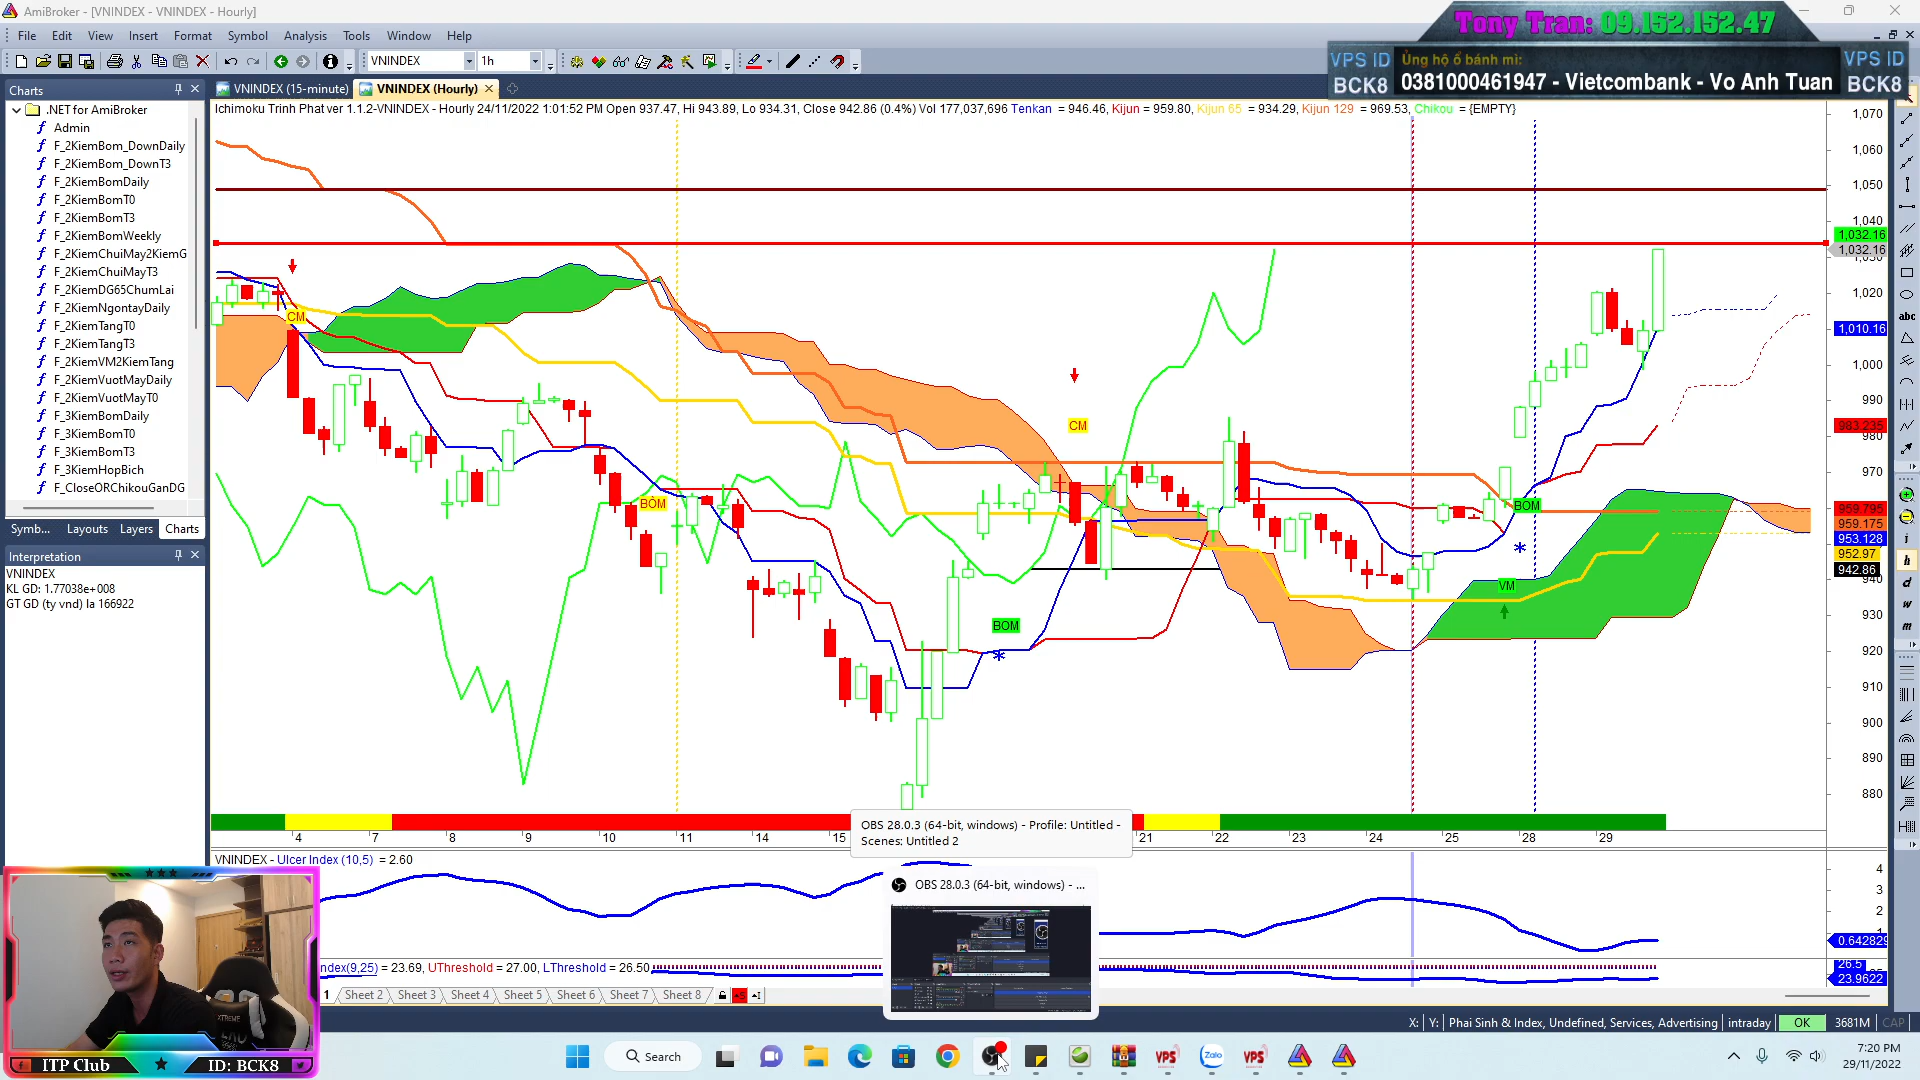 AmiBroker - [VNINDEX - VNINDEX - Hourly]
Tony Tran: 09.152.152.47
File Edit View Insert Format Symbol Analysis Tools Window Help
VPS ID BCK8
Ủng hộ ổ bánh mì:
0381000461947 - Vietcombank - Vo Anh Tuan
VPS ID BCK8
VNINDEX 1h
Charts
VNINDEX (15-minute) VNINDEX (Hourly)
Ichimoku Trinh Phat ver 1.1.2-VNINDEX - Hourly 24/11/2022 1:01:52 PM Open 937.47, Hi 943.89, Lo 934.31, Close 942.86 (0.4%) Vol 177,037,696 Tenkan = 946.46, Kijun = 959.80, Kijun 65 = 934.29, Kijun 129 = 969.53, Chikou = {EMPTY}
.NET for AmiBroker
Admin
F_2KiemBom_DownDaily
F_2KiemBom_DownT3
F_2KiemBomDaily
F_2KiemBomT0
F_2KiemBomT3
F_2KiemBomWeekly
F_2KiemChuiMay2KiemG
F_2KiemChuiMayT3
F_2KiemDG65ChumLai
F_2KiemNgontayDaily
F_2KiemTangT0
F_2KiemTangT3
F_2KiemVM2KiemTang
F_2KiemVuotMayDaily
F_2KiemVuotMayT0
F_3KiemBomDaily
F_3KiemBomT0
F_3KiemBomT3
F_3KiemHopBich
F_CloseORChikouGanDG
Symb... Layouts Layers Charts
Interpretation
VNINDEX
KL GD: 1.77038e+008
GT GD (ty vnd) la 166922
CM
BOM
BOM
CM
BOM
VM
1,070
1,060
1,050
1,040
1,032.16
1,032.16
1,020
1,010.16
1,000
990
983.235
980
970
959.795
959.175
953.128
952.97
942.86
940
930
920
910
900
890
880
abc
i
h
d
w
m
4 7 8 9 10 11 14 15 21 22 23 24 25 28 29
OBS 28.0.3 (64-bit, windows) - Profile: Untitled -
Scenes: Untitled 2
VNINDEX - Ulcer Index (10,5) = 2.60
4
3
2
1
0.642829
OBS 28.0.3 (64-bit, windows) - ...
ndex(9,25) = 23.69, UThreshold = 27.00, LThreshold = 26.50
26.5
23.9622
1 Sheet 2 Sheet 3 Sheet 4 Sheet 5 Sheet 6 Sheet 7 Sheet 8
X: Y: Phai Sinh & Index, Undefined, Services, Advertising intraday OK 3681M CAP
XTREME
ITP Club ID: BCK8
Search
VPS Zalo VPS
7:20 PM
29/11/2022